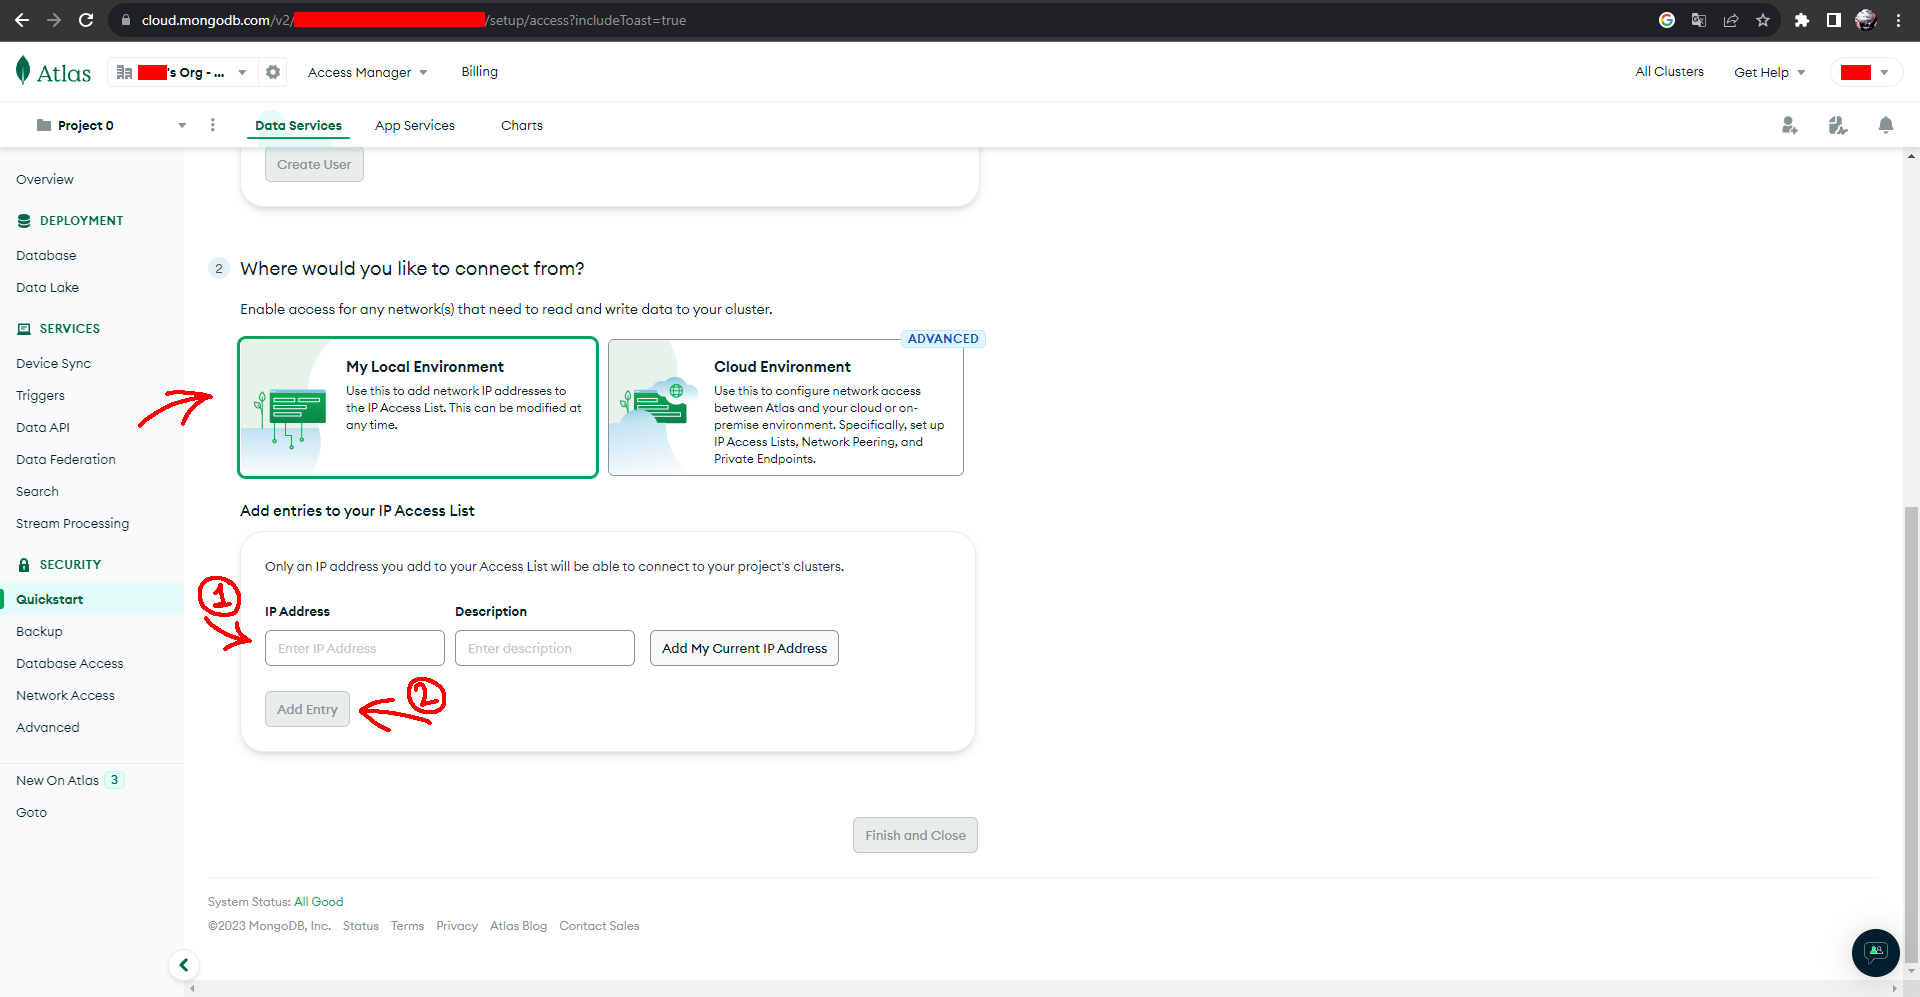 cloud.mongodb.com/v2/ /setup/access?includeToast=true
Atlas
's Org - ...
Access Manager
Billing
All Clusters
Get Help
Project 0
Data Services
App Services
Charts
Overview
DEPLOYMENT
Database
Data Lake
SERVICES
Device Sync
Triggers
Data API
Data Federation
Search
Stream Processing
SECURITY
Quickstart
Backup
Database Access
Network Access
Advanced
New On Atlas 3
Goto
Create User
2 Where would you like to connect from?
Enable access for any network(s) that need to read and write data to your cluster.
My Local Environment
Use this to add network IP addresses to
the IP Access List. This can be modified at
any time.
ADVANCED
Cloud Environment
Use this to configure network access
between Atlas and your cloud or on-
premise environment. Specifically, set up
IP Access Lists, Network Peering, and
Private Endpoints.
Add entries to your IP Access List
Only an IP address you add to your Access List will be able to connect to your project's clusters.
1
IP Address
Description
Enter IP Address
Enter description
Add My Current IP Address
Add Entry
2
Finish and Close
System Status: All Good
©2023 MongoDB, Inc. Status Terms Privacy Atlas Blog Contact Sales